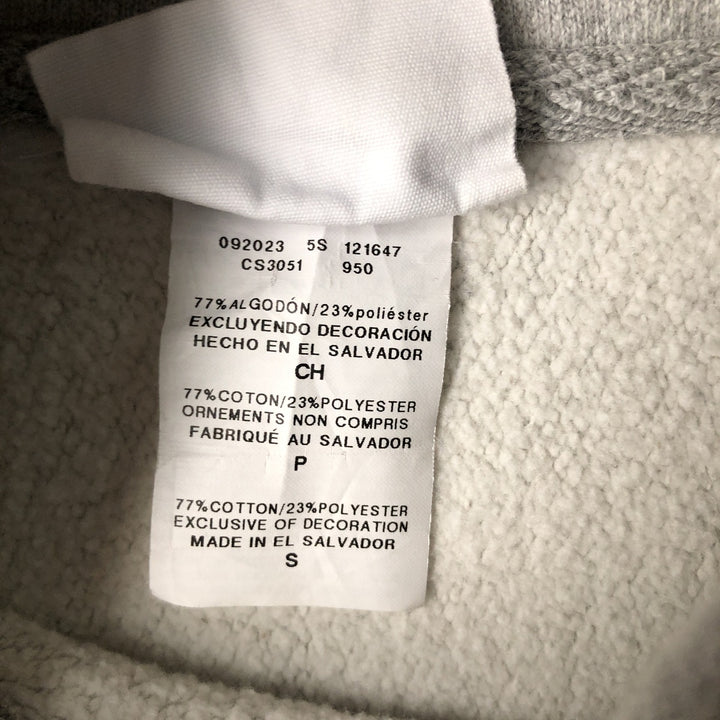 092023 5S 121647
CS3051 950
77%ALGODÓN/23%poliéster
EXCLUYENDO DECORACIÓN
HECHO EN EL SALVADOR
CH
77%COTON/23%POLYESTER
ORNEMENTS NON COMPRIS
FABRIQUÉ AU SALVADOR
P
77%COTTON/23%POLYESTER
EXCLUSIVE OF DECORATION
MADE IN EL SALVADOR
S